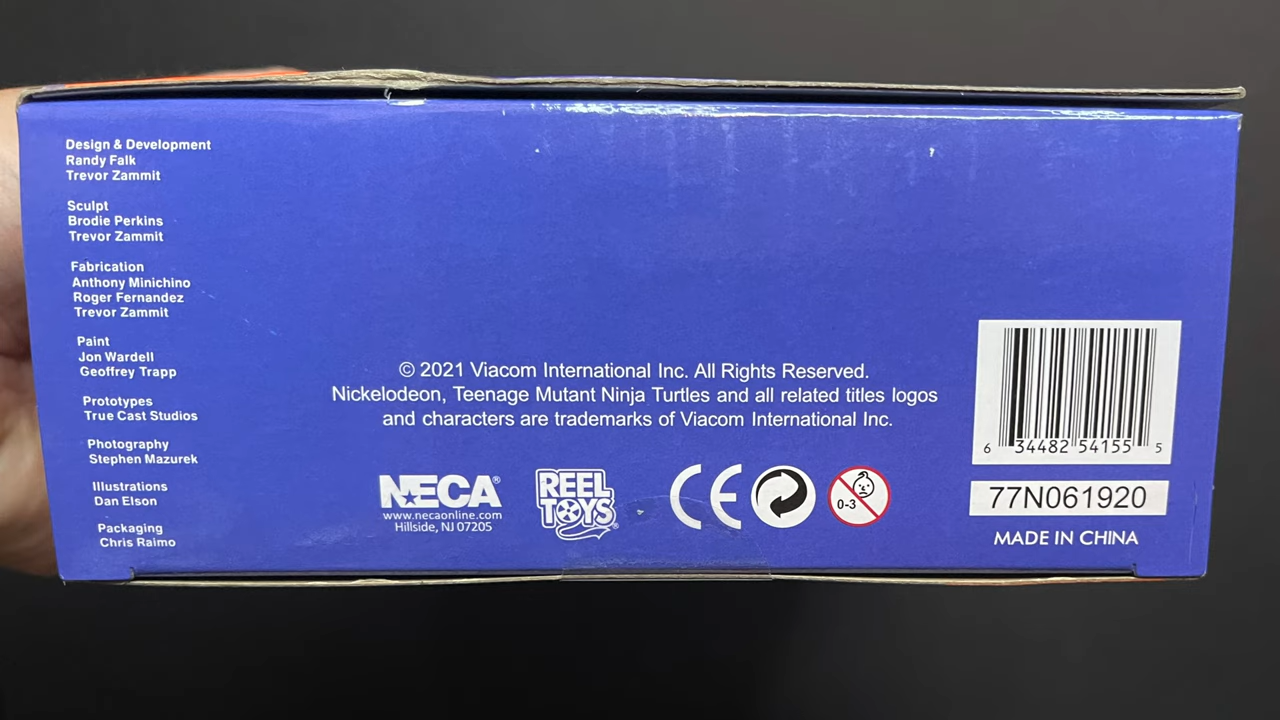 Design & Development
Randy Falk
Trevor Zammit
Sculpt
Brodie Perkins
Trevor Zammit
Fabrication
Anthony Minichino
Roger Fernandez
Trevor Zammit
Paint
Jon Wardell
Geoffrey Trapp
Prototypes
True Cast Studios
Photography
Stephen Mazurek
Illustrations
Dan Elson
Packaging
Chris Raimo
© 2021 Viacom International Inc. All Rights Reserved.
Nickelodeon, Teenage Mutant Ninja Turtles and all related titles logos
and characters are trademarks of Viacom International Inc.
NECA®
www.necaonline.com
Hillside, NJ 07205
REEL
TOYS®
CE
0-3
6 34482 54155 5
77N061920
MADE IN CHINA